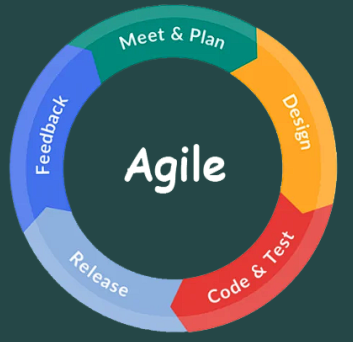 Meet & Plan
Design
Code & Test
Release
Feedback
Agile